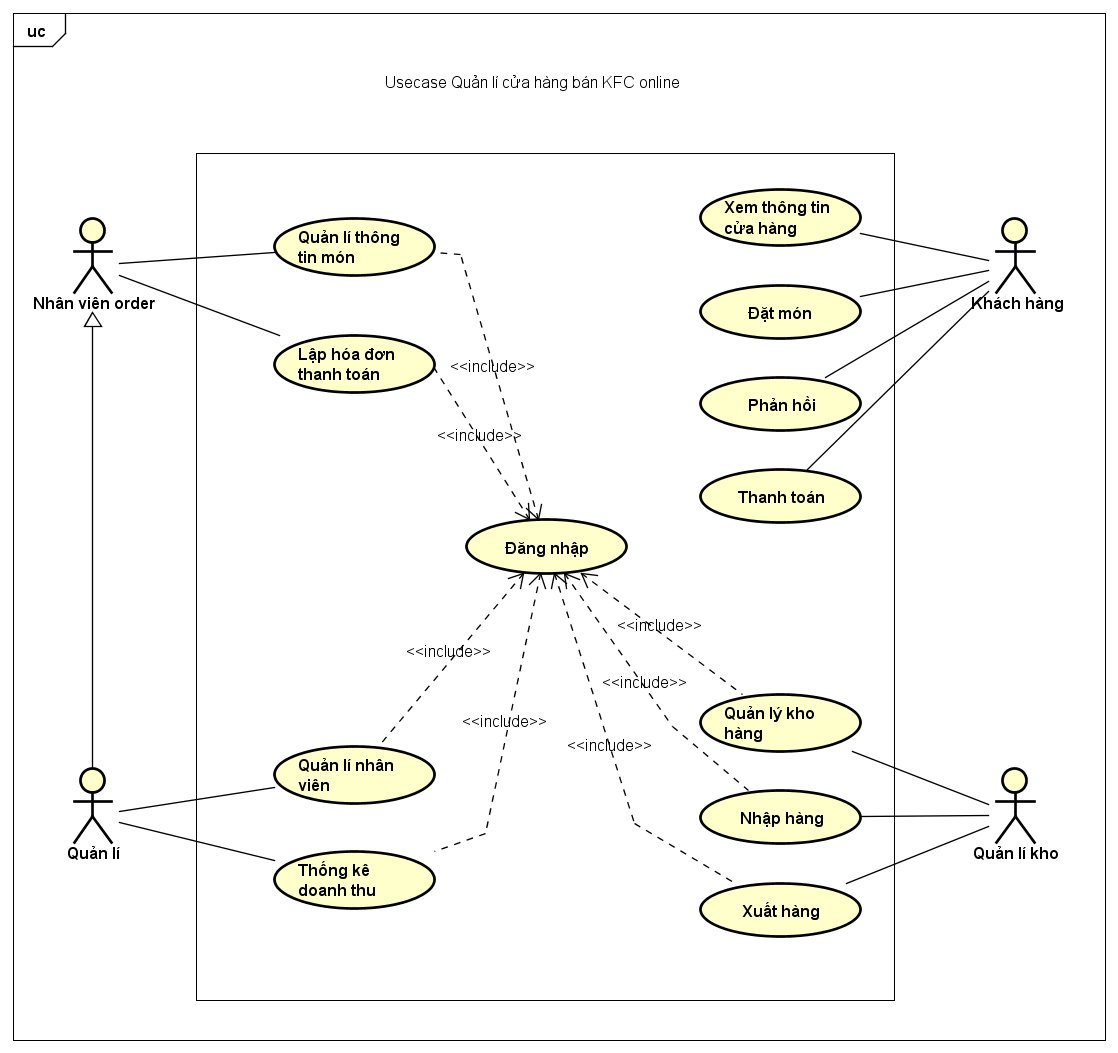 uc
Usecase Quản lí cửa hàng bán KFC online
Nhân viên order
Quản lí thông
tin món
Lập hóa đơn
thanh toán
<<include>>
<<include>>
Xem thông tin
cửa hàng
Đặt món
Phản hồi
Thanh toán
Khách hàng
Đăng nhập
<<include>>
<<include>>
<<include>>
<<include>>
<<include>>
Quản lí
Quản lí nhân
viên
Thống kê
doanh thu
Quản lý kho
hàng
Nhập hàng
Xuất hàng
Quản lí kho